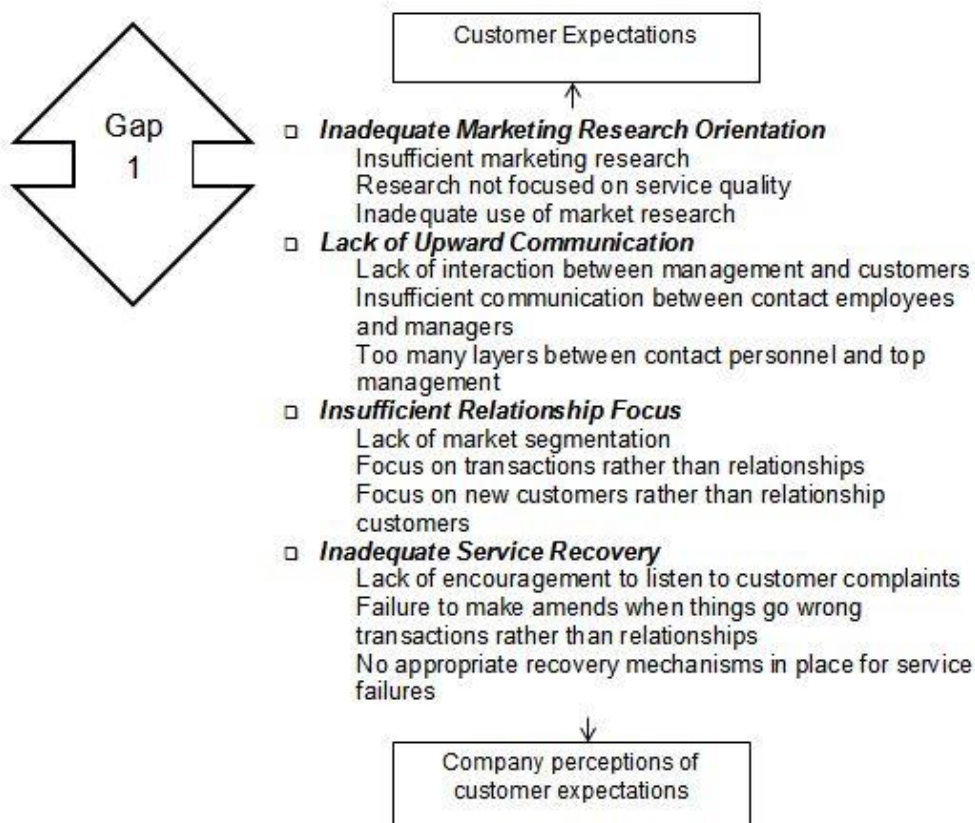 Customer Expectations
Gap
1
Inadequate Marketing Research Orientation
Insufficient marketing research
Research not focused on service quality
Inadequate use of market research
Lack of Upward Communication
Lack of interaction between management and customers
Insufficient communication between contact employees
and managers
Too many layers between contact personnel and top
management
Insufficient Relationship Focus
Lack of market segmentation
Focus on transactions rather than relationships
Focus on new customers rather than relationship
customers
Inadequate Service Recovery
Lack of encouragement to listen to customer complaints
Failure to make amends when things go wrong
transactions rather than relationships
No appropriate recovery mechanisms in place for service
failures
Company perceptions of
customer expectations